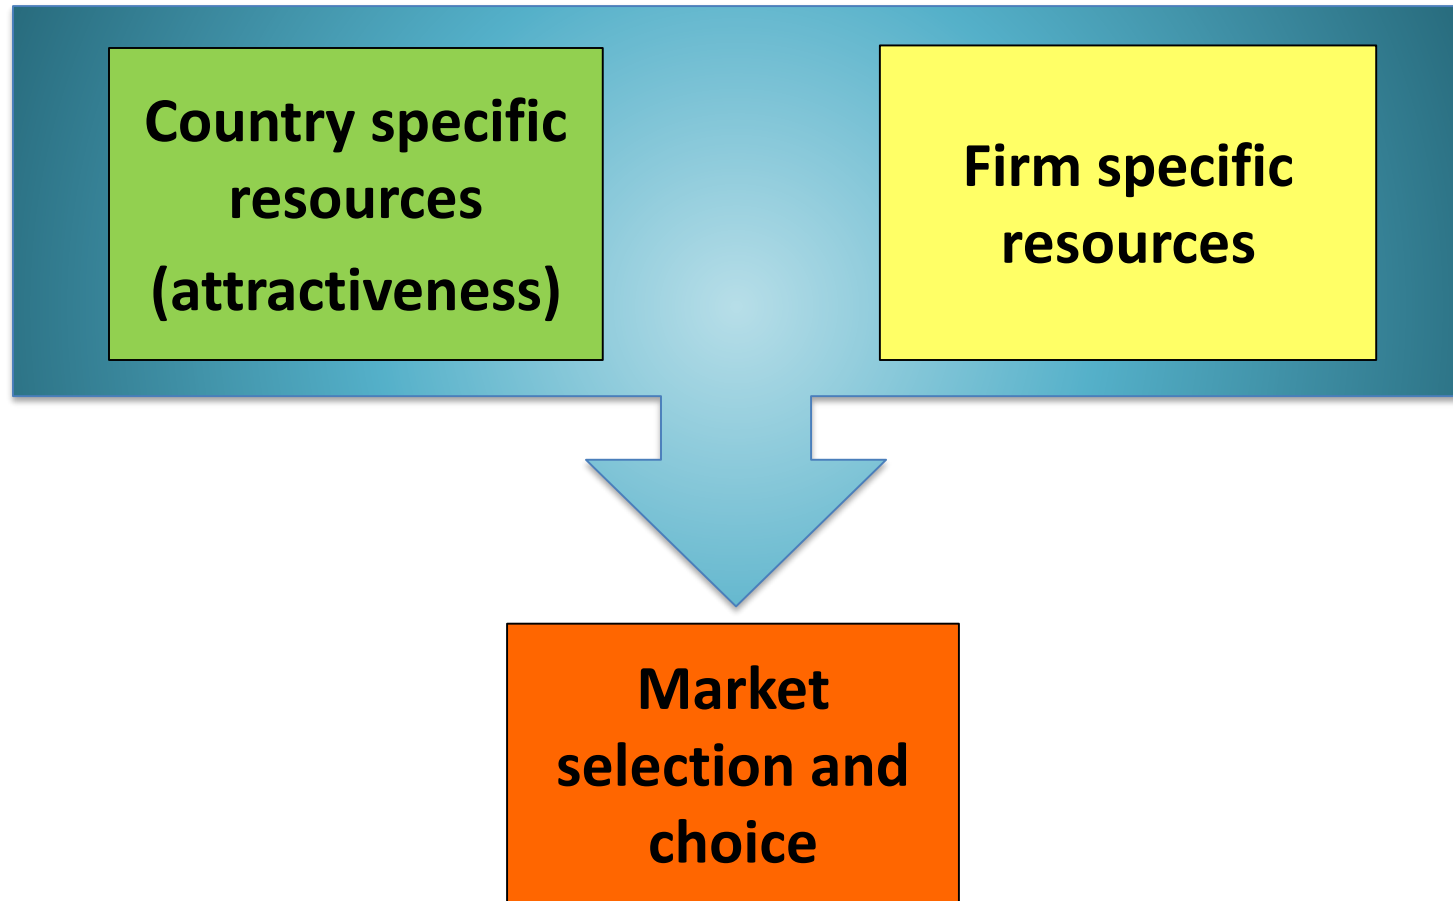 Country specific
resources
(attractiveness)
Firm specific
resources
Market
selection and
choice